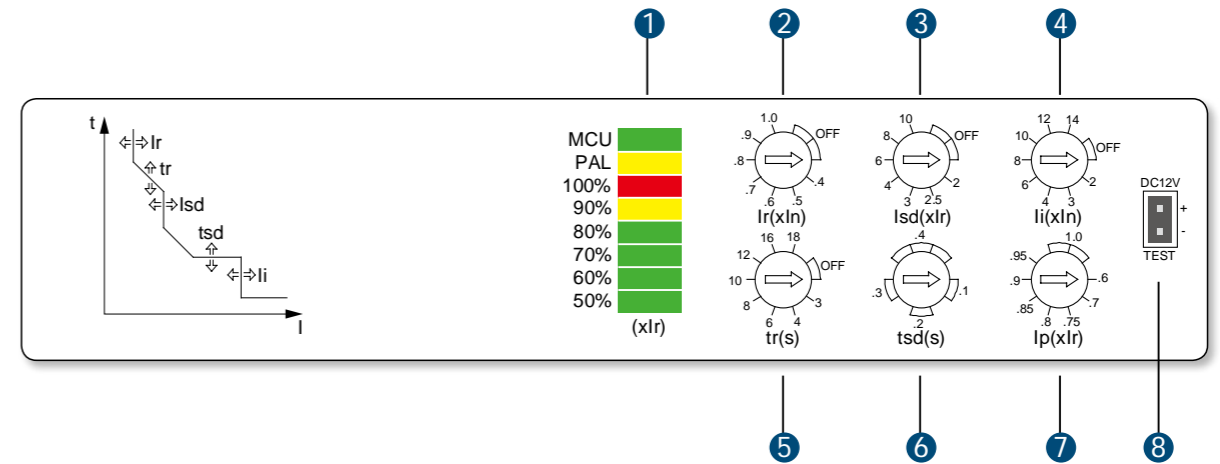 1 2 3 4
t
Ir
tr
Isd
tsd
Ii
I
MCU
PAL
100%
90%
80%
70%
60%
50%
(xIr)
OFF
1.0
.9
.8
.7
.6
.5
.4
Ir(xIn)
OFF
10
8
6
4
3
2.5
2
Isd(xIr)
OFF
14
12
10
8
6
4
3
2
Ii(xIn)
OFF
18
16
12
10
8
6
4
3
tr(s)
.4
.3
.2
.1
tsd(s)
1.0
.95
.9
.85
.8
.75
.7
.6
Ip(xIr)
DC12V
+
-
TEST
5 6 7 8